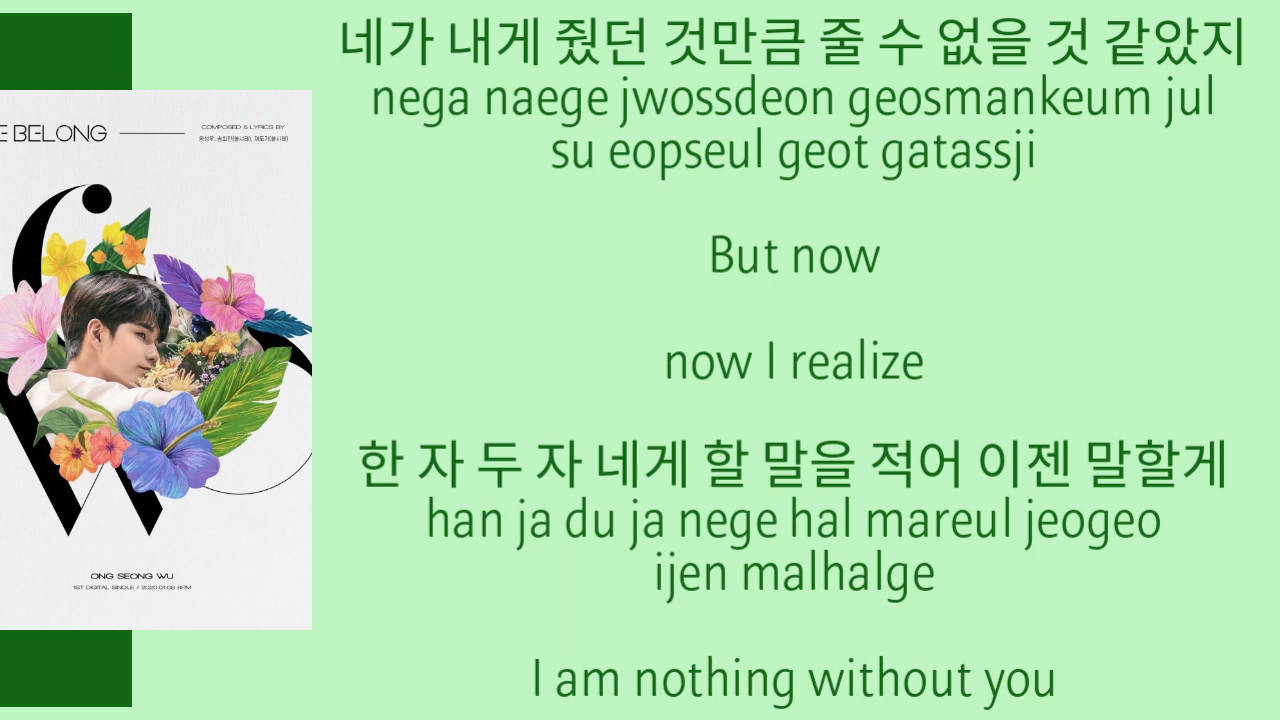 E BELONG
COMPOSED & LYRICS BY
네가 내게 줬던 것만큼 줄 수 없을 것 같았지
nega naege jwossdeon geosmankeum jul
su eopseul geot gatassji
But now
now I realize
한 자 두 자 네게 할 말을 적어 이젠 말할게
han ja du ja nege hal mareul jeogeo
ijen malhalge
I am nothing without you
ONG SEONG WU
1ST DIGITAL SINGLE / 2020.01.08 6PM